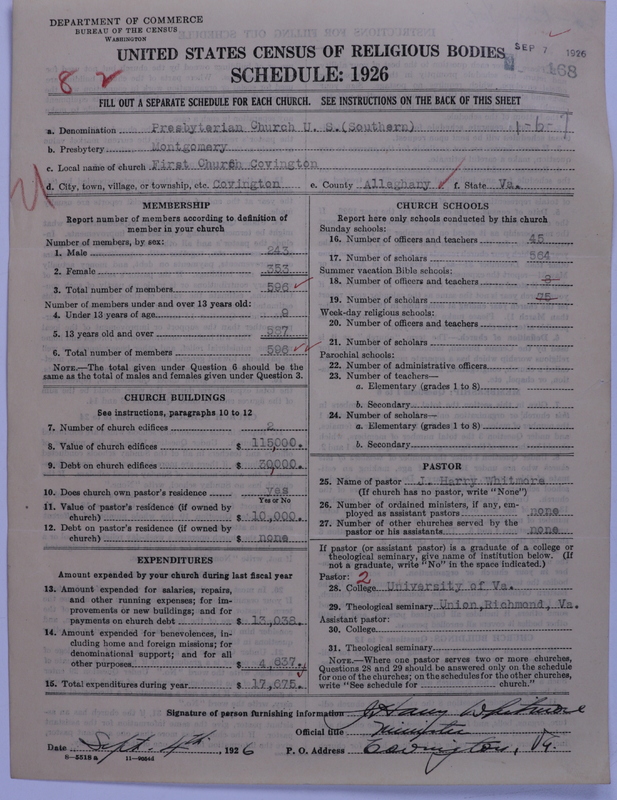 DEPARTMENT OF COMMERCE
BUREAU OF THE CENSUS
WASHINGTON
UNITED STATES CENSUS OF RELIGIOUS BODIES
SCHEDULE: 1926
SEP 7 1926
168
8 2
FILL OUT A SEPARATE SCHEDULE FOR EACH CHURCH. SEE INSTRUCTIONS ON THE BACK OF THIS SHEET
a. Denomination Presbyterian Church U. S.(Southern) 1-6-7
b. Presbytery Montgomery
c. Local name of church First Church Covington
d. City, town, village, or township, etc. Covington e. County Alleghany f. State Va.
MEMBERSHIP
Report number of members according to definition of
member in your church
Number of members, by sex:
1. Male 243
2. Female 353
3. Total number of members 596
Number of members under and over 13 years old:
4. Under 13 years of age 9
5. 13 years old and over 587
6. Total number of members 596
NOTE.—The total given under Question 6 should be
same as the total of males and females given under Question 3.
CHURCH BUILDINGS
See instructions, paragraphs 10 to 12
7. Number of church edifices 2
8. Value of church edifices $ 115,000.
9. Debt on church edifices $ 30,000.
10. Does church own pastor's residence yes
Yes or No
11. Value of pastor's residence (if owned by
church) $ 10,000.
12. Debt on pastor's residence (if owned by
church) $ none
EXPENDITURES
Amount expended by your church during last fiscal year
13. Amount expended for salaries, repairs,
and other running expenses; for im-
provements or new buildings; and for
payments on church debt $ 13,038.
14. Amount expended for benevolences, in-
cluding home and foreign missions; for
denominational support; and for all
other purposes $ 4,637.
15. Total expenditures during year $ 17,675.
CHURCH SCHOOLS
Report here only schools conducted by this church
Sunday schools:
16. Number of officers and teachers 45
17. Number of scholars 564
Summer vacation Bible schools:
18. Number of officers and teachers 8
19. Number of scholars 75
Week-day religious schools:
20. Number of officers and teachers
21. Number of scholars
Parochial schools:
22. Number of administrative officers
23. Number of teachers—
a. Elementary (grades 1 to 8)
b. Secondary
24. Number of scholars—
a. Elementary (grades 1 to 8)
b. Secondary
PASTOR
25. Name of pastor J. Harry Whitmore
(If church has no pastor, write "None")
26. Number of ordained ministers, if any, em-
ployed as assistant pastors none
27. Number of other churches served by the
pastor or his assistants none
If pastor (or assistant pastor) is a graduate of a college or
theological seminary, give name of institution below. (If
not a graduate, write "No" in the space indicated.)
Pastor: 2
28. College University of Va.
29. Theological seminary Union,Richmond, Va.
Assistant pastor:
30. College
31. Theological seminary
NOTE.—Where one pastor serves two or more churches,
Questions 28 and 29 should be answered only on the schedule
for one of the churches; on the schedules for the other churches,
write "See schedule for church."
Signature of person furnishing information J. Harry Whitmore
Official title Minister
Date Sept. 4th, 1926 P. O. Address Covington, Va.
8-5518 a